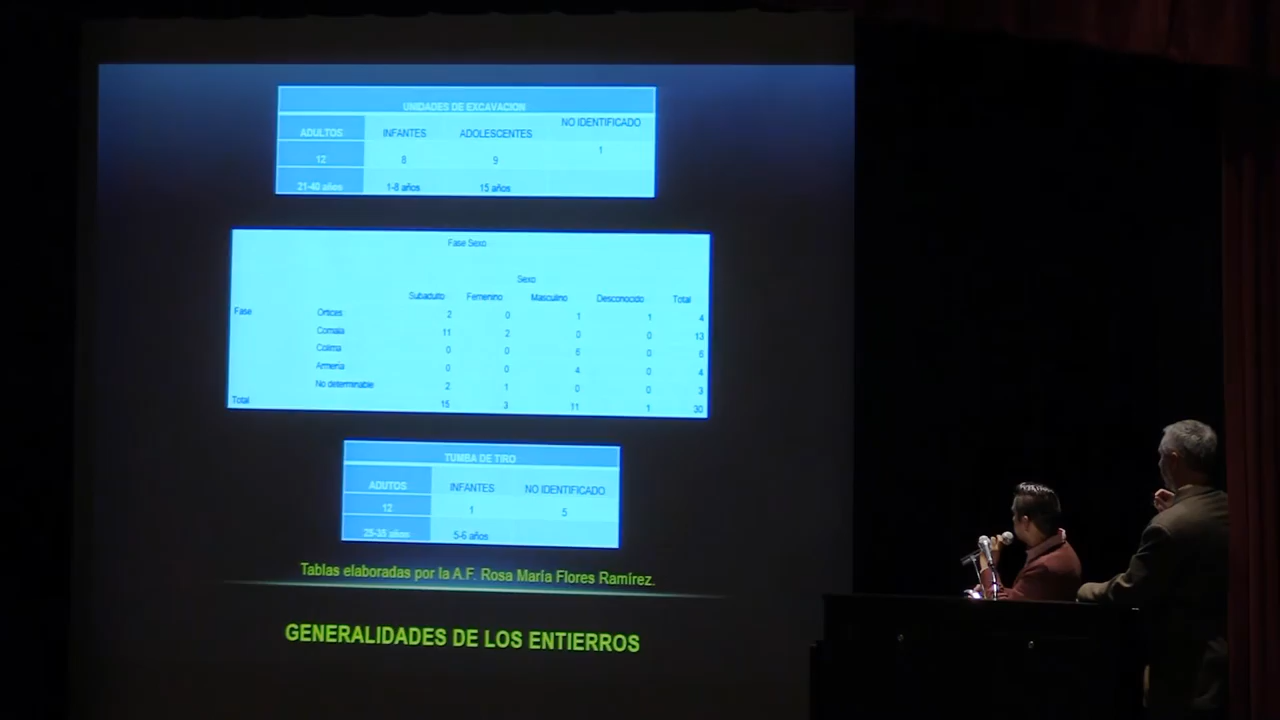 UNIDADES DE EXCAVACION
ADULTOS INFANTES ADOLESCENTES NO IDENTIFICADO
12 8 9 1
21-40 años 1-8 años 15 años
Fase Sexo
Sexo
Subadulto Femenino Masculino Desconocido Total
Fase Ortices 2 0 1 1 4
Comala 11 2 0 0 13
Colima 0 0 6 0 6
Armeria 0 0 4 0 4
No determinable 2 1 0 0 3
Total 15 3 11 1 30
TUMBA DE TIRO
ADUTOS INFANTES NO IDENTIFICADO
12 1 5
25-35 años 5-6 años
Tablas elaboradas por la A.F. Rosa María Flores Ramírez.
GENERALIDADES DE LOS ENTIERROS